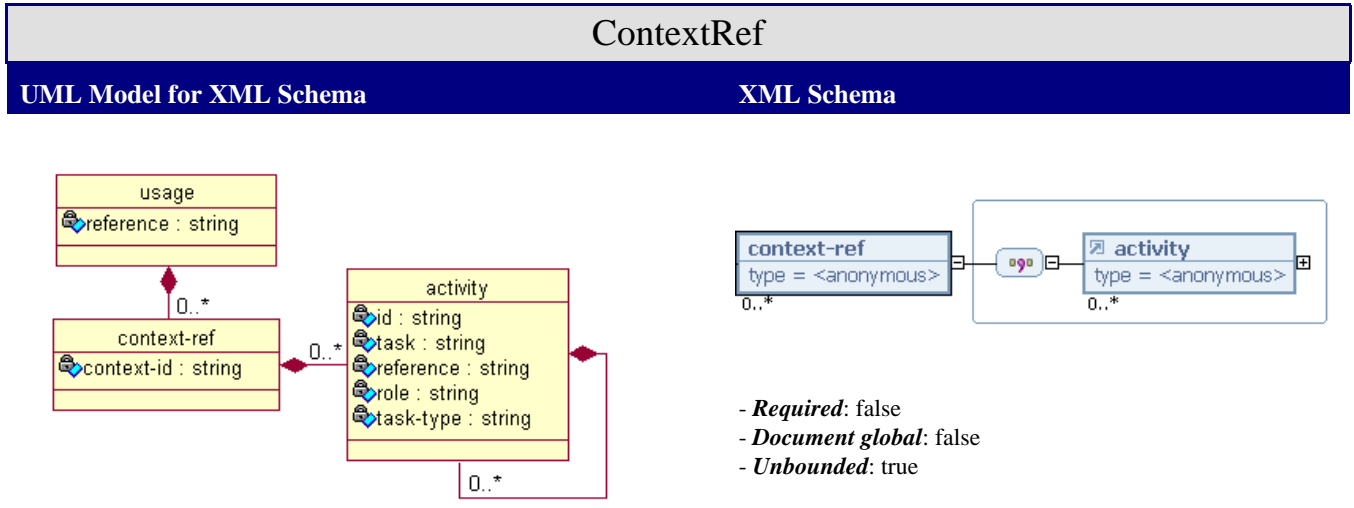 ContextRef
UML Model for XML Schema
XML Schema
usage
reference : string
0..*
context-ref
context-id : string
0..*
activity
id : string
task : string
reference : string
role : string
task-type : string
0..*
context-ref
type = <anonymous>
0..*
activity
type = <anonymous>
0..*
- Required: false
- Document global: false
- Unbounded: true